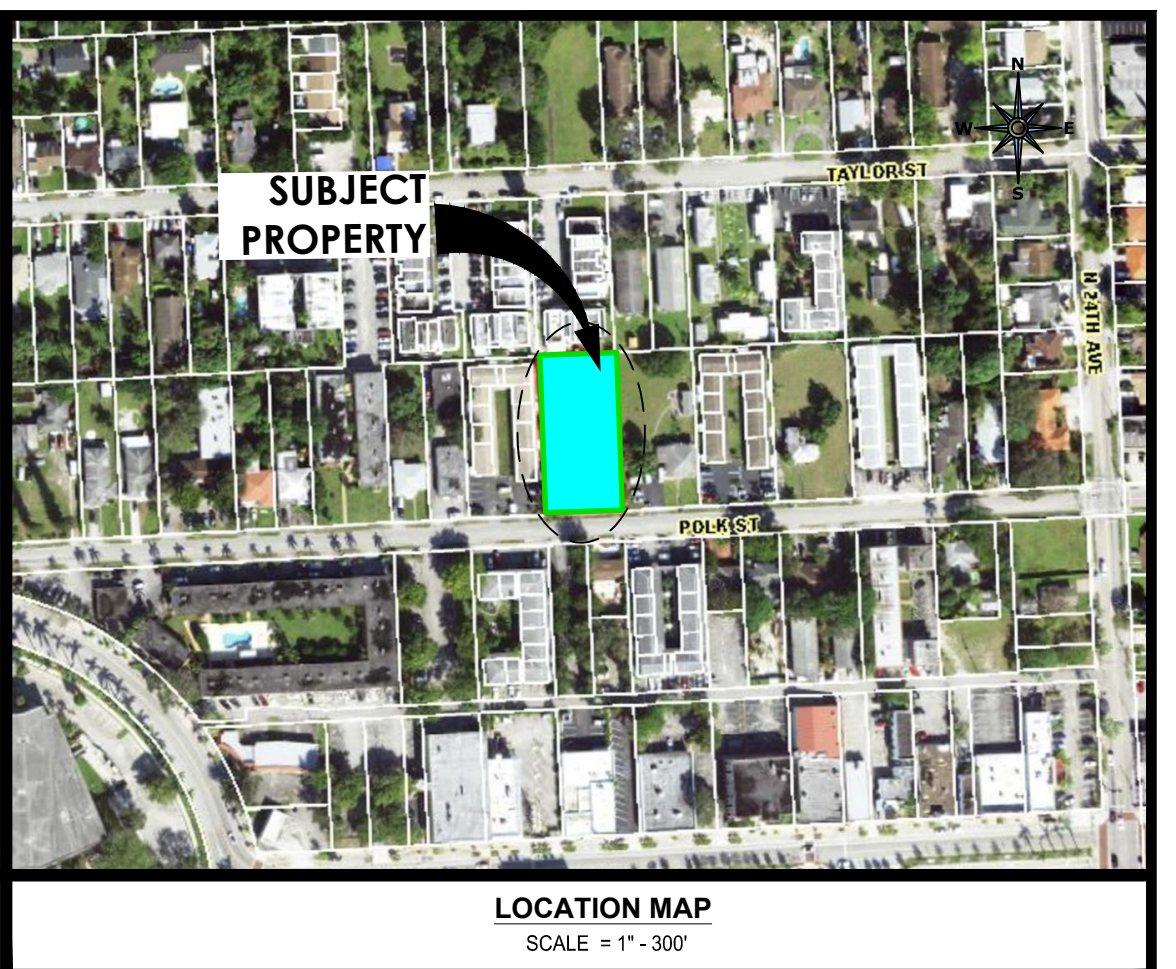 N
W E
S
TAYLOR ST
SUBJECT
PROPERTY
N 24TH AVE
POLK ST
LOCATION MAP
SCALE = 1" - 300'